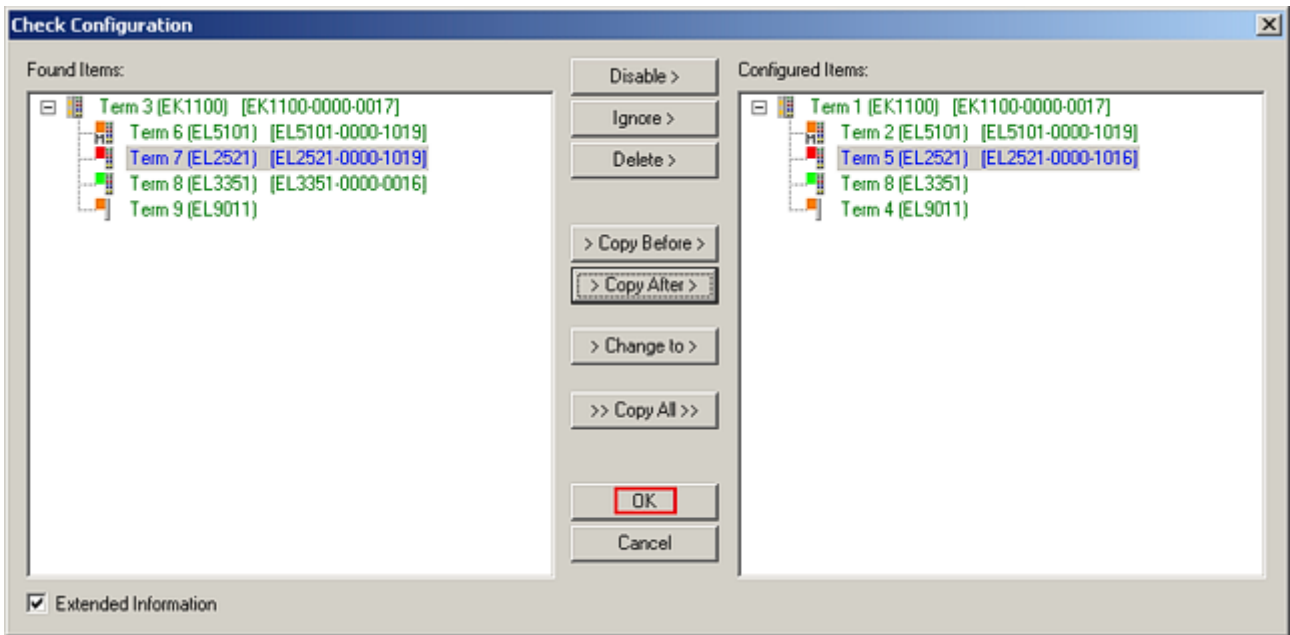 Check Configuration
Found Items:
Term 3 (EK1100) [EK1100-0000-0017]
Term 6 (EL5101) [EL5101-0000-1019]
Term 7 (EL2521) [EL2521-0000-1019]
Term 8 (EL3351) [EL3351-0000-0016]
Term 9 (EL9011)
Disable >
Ignore >
Delete >
> Copy Before >
> Copy After >
> Change to >
>> Copy All >>
OK
Cancel
Configured Items:
Term 1 (EK1100) [EK1100-0000-0017]
Term 2 (EL5101) [EL5101-0000-1019]
Term 5 (EL2521) [EL2521-0000-1016]
Term 8 (EL3351)
Term 4 (EL9011)
Extended Information